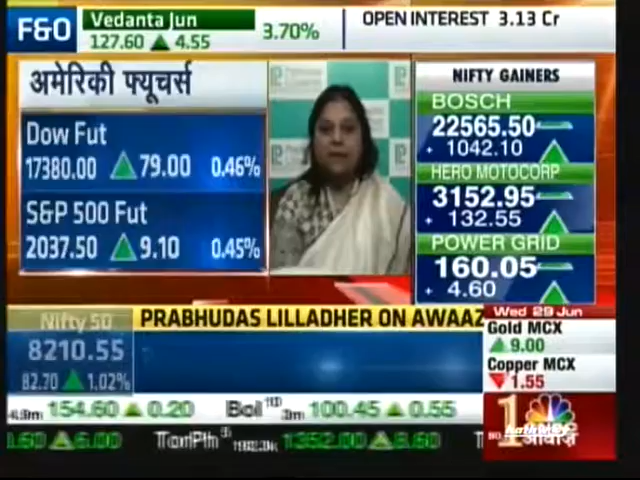 F&O
Vedanta Jun
127.60 ▲ 4.55
3.70%
OPEN INTEREST 3.13 Cr
अमेरिकी फ्यूचर्स
Dow Fut
17380.00 ▲ 79.00 0.46%
S&P 500 Fut
2037.50 ▲ 9.10 0.45%
NIFTY GAINERS
BOSCH
22565.50
+ 1042.10
HERO MOTOCORP
3152.95
+ 132.55
POWER GRID
160.05
+ 4.60
Nifty 50
8210.55
82.70 ▲ 1.02%
PRABHUDAS LILLADHER ON AWAAZ
Wed 29 Jun
Gold MCX
▲ 9.00
Copper MCX
▼ 1.55
154.60 ▲ 0.20 BoI 100.45 ▲ 0.55
▲ 6.00 1352.00 ▲
आवाज़